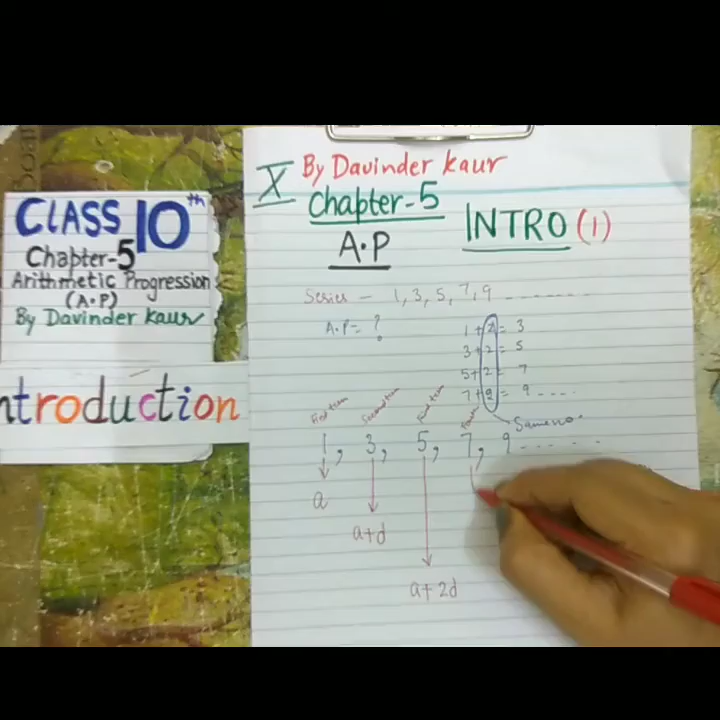 CLASS 10th
Chapter-5
Arithmetic Progression
(A.P)
By Davinder Kaur
ntroduction
X By Davinder Kaur
Chapter-5
A.P
INTRO (1)
Series - 1, 3, 5, 7, 9 ----------
A.P = ?
1+2= 3
3+2= 5
5+2= 7
7+2= 9 ----
Same no.
First term
Second term
1, 3, 5, 7, 9 ------
a
a+d
a+2d